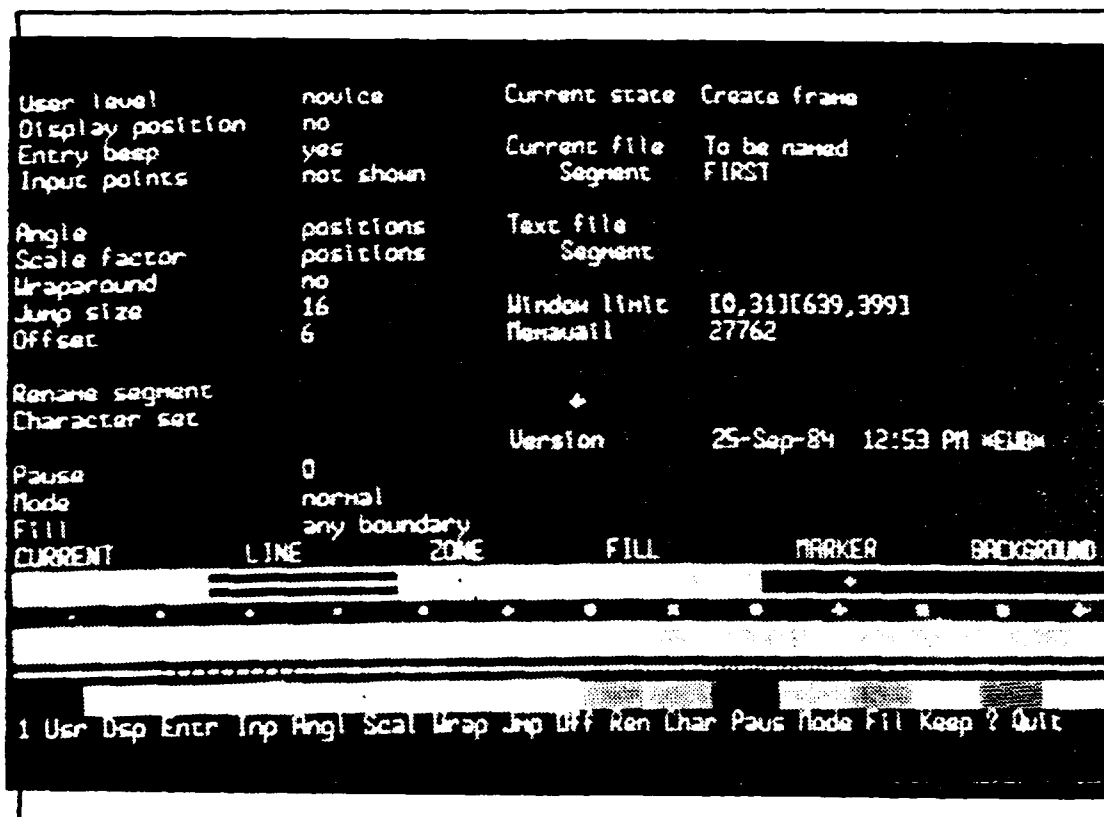 User level novice Current state Create frame
Display position no
Entry beep yes Current file To be named
Input points not shown Segment FIRST
Angle positions Text file
Scale factor positions Segment
Wraparound no
Jump size 16 Window limit [0,31][639,399]
Offset 6 Memavail 27762
Rename segment
Character set
Version 25-Sep-84 12:53 PM *EWB*
Pause 0
Mode normal
Fill any boundary
CURRENT LINE ZONE FILL MARKER BACKGROUND
1 Usr Dsp Entr Inp Angl Scal Wrap Jmp Off Ren Char Paus Mode Fil Keep ? Quit